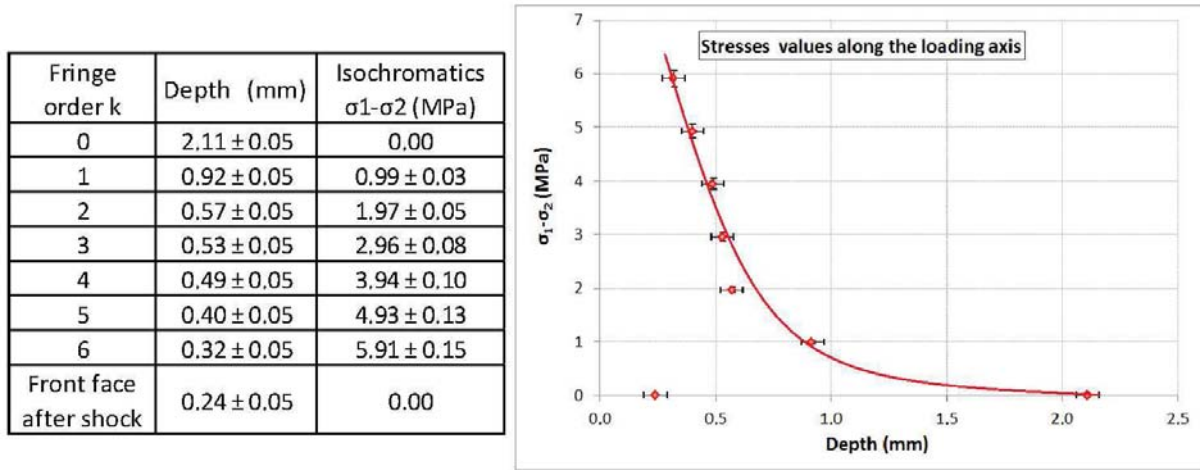 Fringe order k Depth (mm) Isochromatics σ1-σ2 (MPa)
0 2.11 ± 0.05 0.00
1 0.92 ± 0.05 0.99 ± 0.03
2 0.57 ± 0.05 1.97 ± 0.05
3 0.53 ± 0.05 2.96 ± 0.08
4 0.49 ± 0.05 3.94 ± 0.10
5 0.40 ± 0.05 4.93 ± 0.13
6 0.32 ± 0.05 5.91 ± 0.15
Front face after shock 0.24 ± 0.05 0.00
Stresses values along the loading axis
σ₁-σ₂ (MPa)
7
6
5
4
3
2
1
0
0.0 0.5 1.0 1.5 2.0 2.5
Depth (mm)